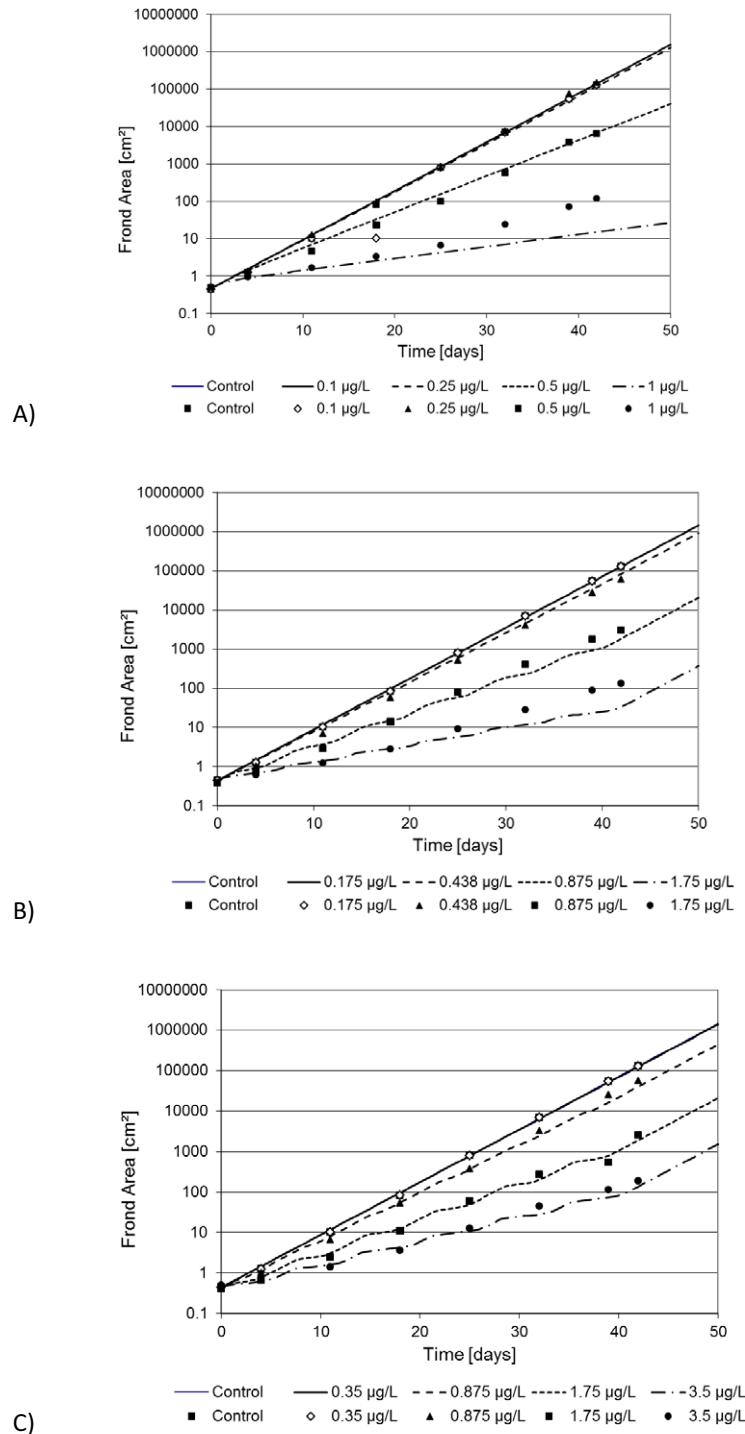 10000000
1000000
100000
10000
1000
100
10
1
0.1
Frond Area [cm²]
0 10 20 30 40 50
Time [days]
Control 0.1 µg/L 0.25 µg/L 0.5 µg/L 1 µg/L
Control 0.1 µg/L 0.25 µg/L 0.5 µg/L 1 µg/L
A)
10000000
1000000
100000
10000
1000
100
10
1
0.1
Frond Area [cm²]
0 10 20 30 40 50
Time [days]
Control 0.175 µg/L 0.438 µg/L 0.875 µg/L 1.75 µg/L
Control 0.175 µg/L 0.438 µg/L 0.875 µg/L 1.75 µg/L
B)
10000000
1000000
100000
10000
1000
100
10
1
0.1
Frond Area [cm²]
0 10 20 30 40 50
Time [days]
Control 0.35 µg/L 0.875 µg/L 1.75 µg/L 3.5 µg/L
Control 0.35 µg/L 0.875 µg/L 1.75 µg/L 3.5 µg/L
C)